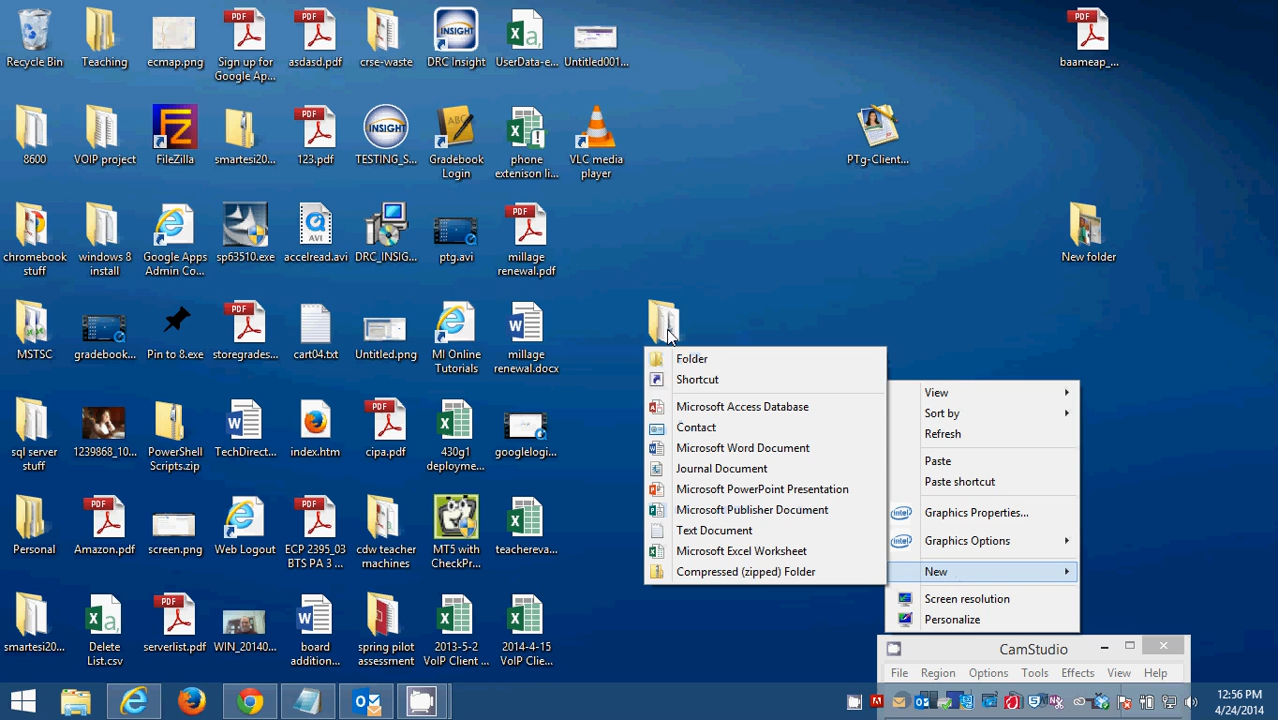 Recycle Bin
Teaching
ecmap.png
Sign up for
Google Ap...
asdasd.pdf
crse-waste
DRC Insight
UserData-e...
Untitled001...
baameap_...
8600
VOIP project
FileZilla
smartesi20...
123.pdf
TESTING_S...
Gradebook
Login
phone
extenison li...
VLC media
player
PTg-Client...
chromebook
stuff
windows 8
install
Google Apps
Admin Co...
sp63510.exe
accelread.avi
DRC_INSIG...
ptg.avi
millage
renewal.pdf
New folder
MSTSC
gradebook...
Pin to 8.exe
storegrades...
cart04.txt
Untitled.png
MI Online
Tutorials
millage
renewal.docx
sql server
stuff
1239868_10...
PowerShell
Scripts.zip
TechDirect...
index.htm
cipa.pdf
430g1
deployme...
googlelogi...
Personal
Amazon.pdf
screen.png
Web Logout
ECP 2395_03
BTS PA 3 ...
cdw teacher
machines
MT5 with
CheckPr...
teachereva...
smartesi20...
Delete
List.csv
serverlist.pdf
WIN_20140...
board
addition...
spring pilot
assessment
2013-5-2
VoIP Client ...
2014-4-15
VoIP Clie...
Folder
Shortcut
Microsoft Access Database
Contact
Microsoft Word Document
Journal Document
Microsoft PowerPoint Presentation
Microsoft Publisher Document
Text Document
Microsoft Excel Worksheet
Compressed (zipped) Folder
View
Sort by
Refresh
Paste
Paste shortcut
Graphics Properties...
Graphics Options
New
Screen resolution
Personalize
CamStudio
File Region Options Tools Effects View Help
12:56 PM
4/24/2014